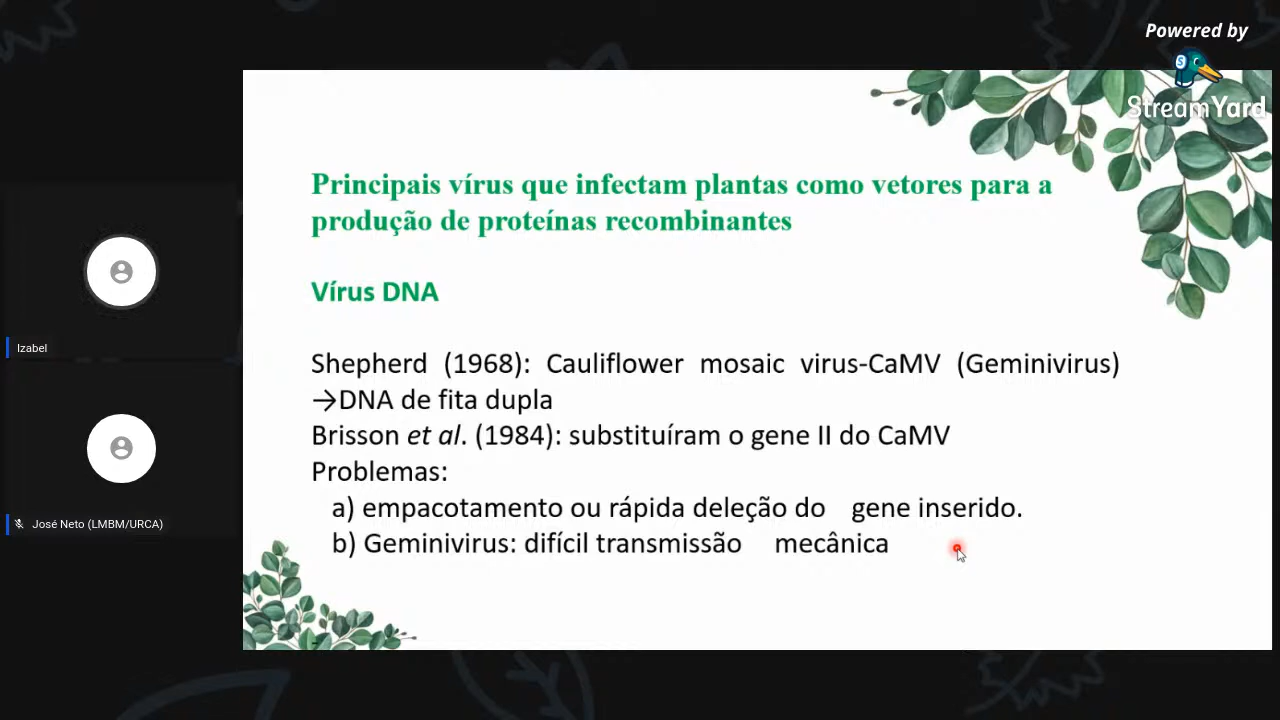 Powered by
StreamYard
Principais vírus que infectam plantas como vetores para a
produção de proteínas recombinantes
Vírus DNA
Shepherd (1968): Cauliflower mosaic virus-CaMV (Geminivirus)
→DNA de fita dupla
Brisson et al. (1984): substituíram o gene II do CaMV
Problemas:
a) empacotamento ou rápida deleção do gene inserido.
b) Geminivirus: difícil transmissão mecânica
Izabel
José Neto (LMBM/URCA)